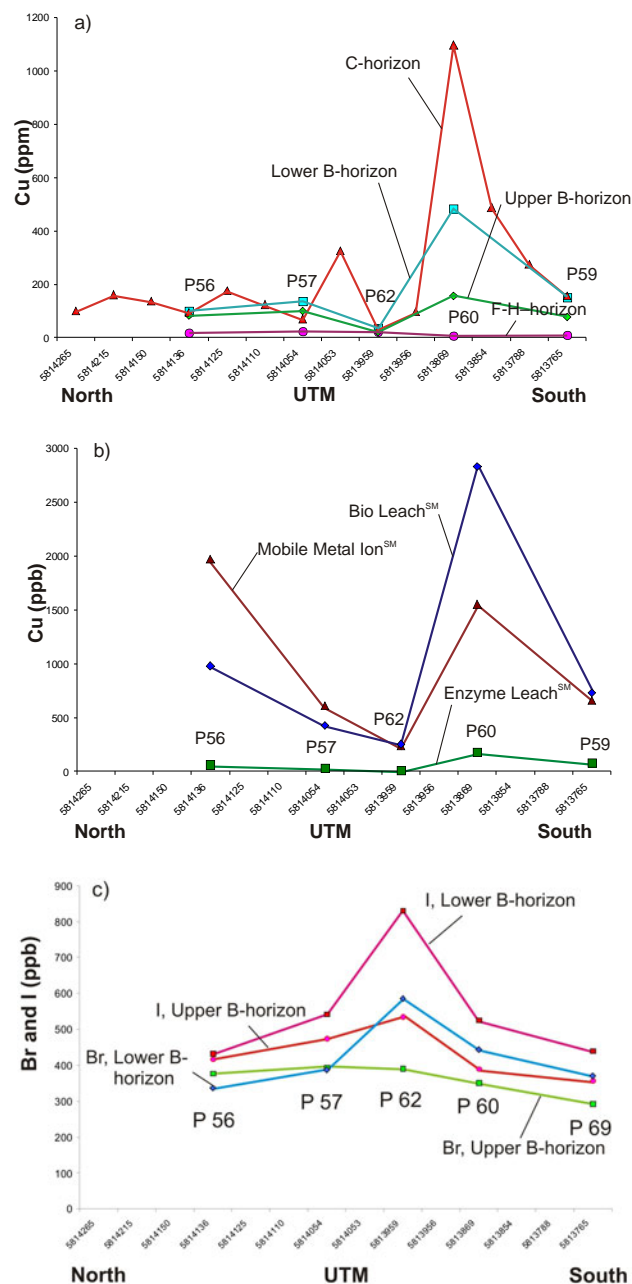 a)
1200
1000
800
600
400
200
0
Cu (ppm)
C-horizon
Lower B-horizon
Upper B-horizon
P56
P57
P62
P59
P60
F-H-horizon
5814265
5814215
5814150
5814136
5814125
5814110
5814054
5814053
5813959
5813956
5813869
5813854
5813788
5813765
North
UTM
South
b)
3000
2500
2000
1500
1000
500
0
Cu (ppb)
Bio Leach SM
Mobile Metal Ion SM
Enzyme Leach SM
P56
P57
P62
P60
P59
5814265
5814215
5814150
5814136
5814125
5814110
5814054
5814053
5813959
5813956
5813869
5813854
5813788
5813765
North
UTM
South
c)
900
800
700
600
500
400
300
200
100
0
Br and I (ppb)
I, Lower B-horizon
I, Upper B-horizon
Br, Lower B-
horizon
P 56
P 57
P 62
P 60
P 69
Br, Upper B-horizon
5814265
5814215
5814150
5814136
5814125
5814110
5814054
5814053
5813959
5813956
5813869
5813854
5813788
5813765
North
UTM
South